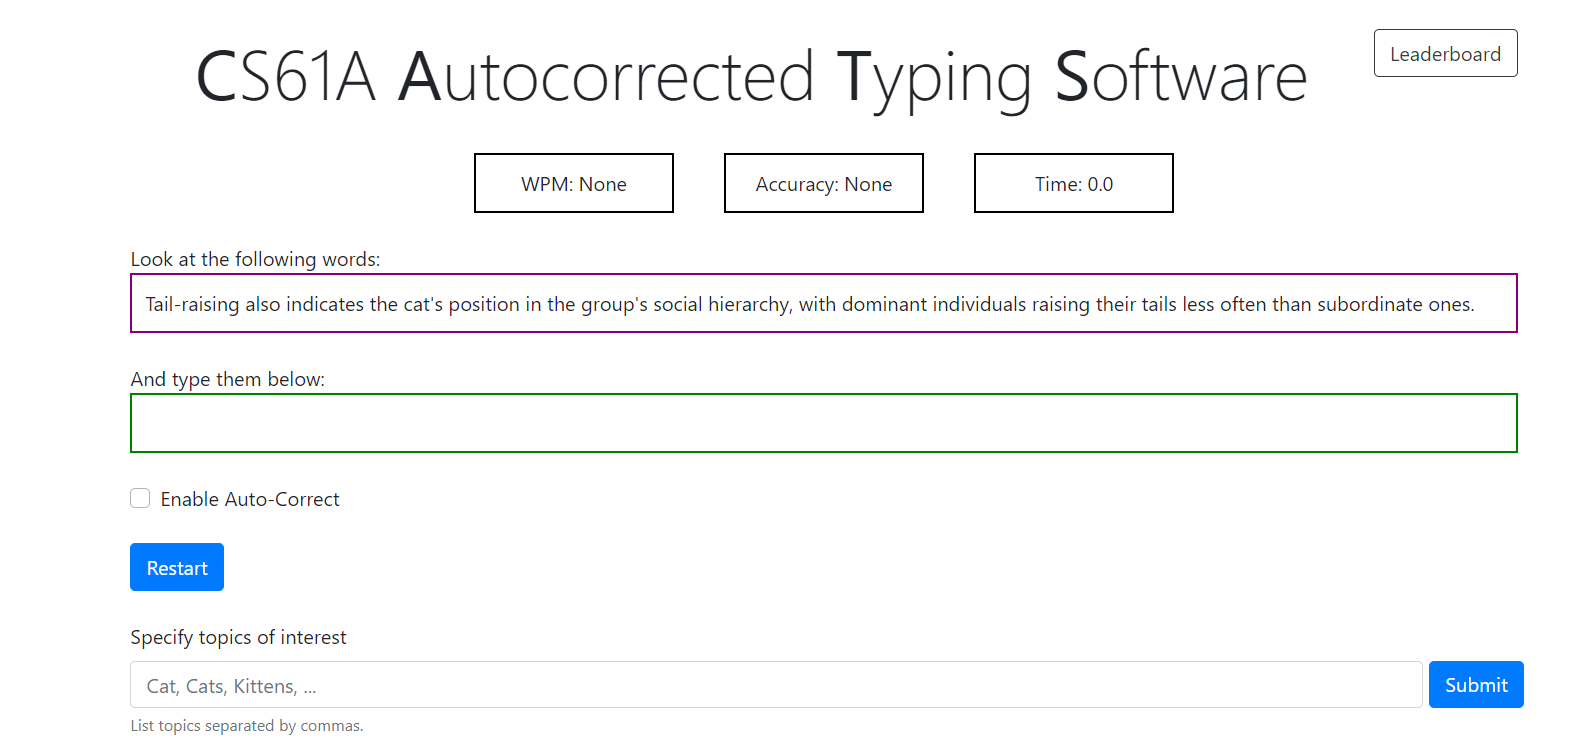 CS61A Autocorrected Typing Software
Leaderboard
WPM: None
Accuracy: None
Time: 0.0
Look at the following words:
Tail-raising also indicates the cat's position in the group's social hierarchy, with dominant individuals raising their tails less often than subordinate ones.
And type them below:
Enable Auto-Correct
Restart
Specify topics of interest
Cat, Cats, Kittens, ...
Submit
List topics separated by commas.